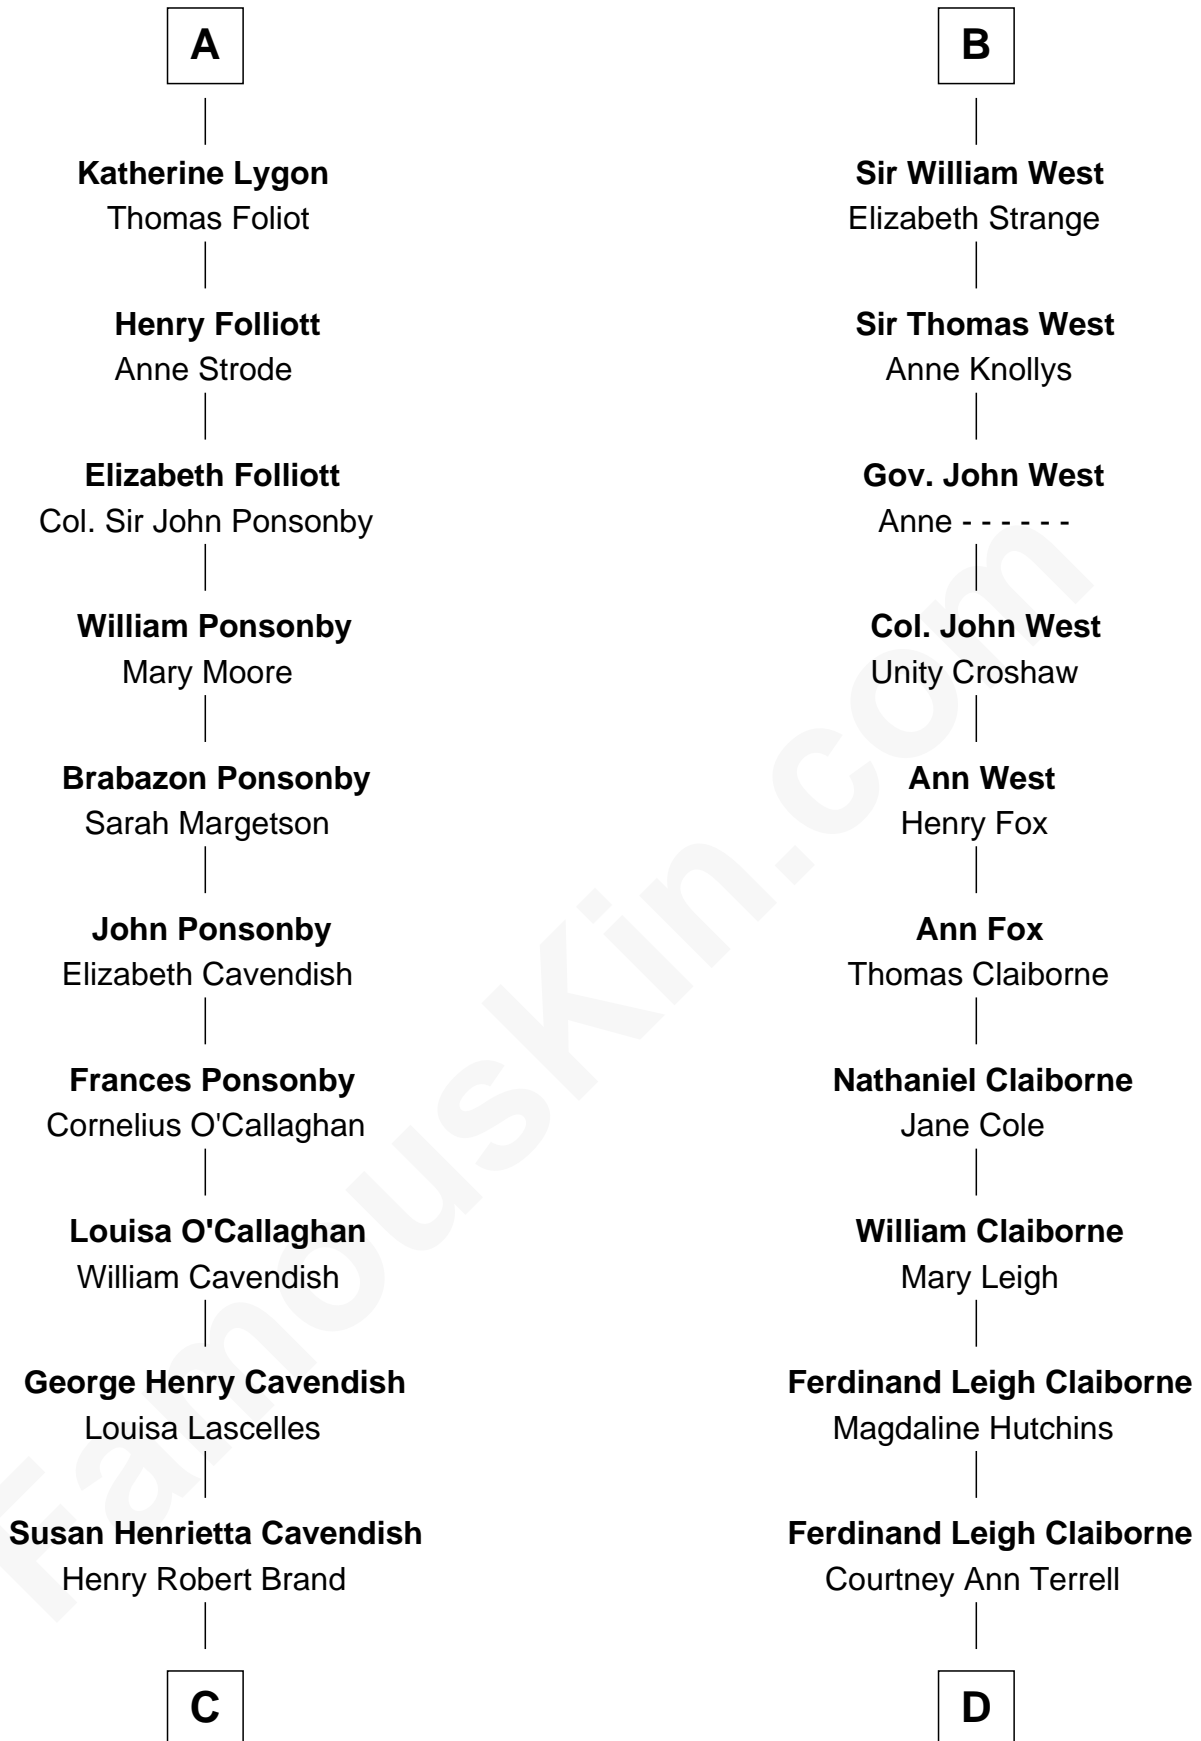 A
Katherine Lygon
Thomas Foliot
Henry Folliott
Anne Strode
Elizabeth Folliott
Col. Sir John Ponsonby
William Ponsonby
Mary Moore
Brabazon Ponsonby
Sarah Margetson
John Ponsonby
Elizabeth Cavendish
Frances Ponsonby
Cornelius O'Callaghan
Louisa O'Callaghan
William Cavendish
George Henry Cavendish
Louisa Lascelles
Susan Henrietta Cavendish
Henry Robert Brand
C
B
Sir William West
Elizabeth Strange
Sir Thomas West
Anne Knollys
Gov. John West
Anne - - - - - -
Col. John West
Unity Croshaw
Ann West
Henry Fox
Ann Fox
Thomas Claiborne
Nathaniel Claiborne
Jane Cole
William Claiborne
Mary Leigh
Ferdinand Leigh Claiborne
Magdaline Hutchins
Ferdinand Leigh Claiborne
Courtney Ann Terrell
D
FamousKin.com